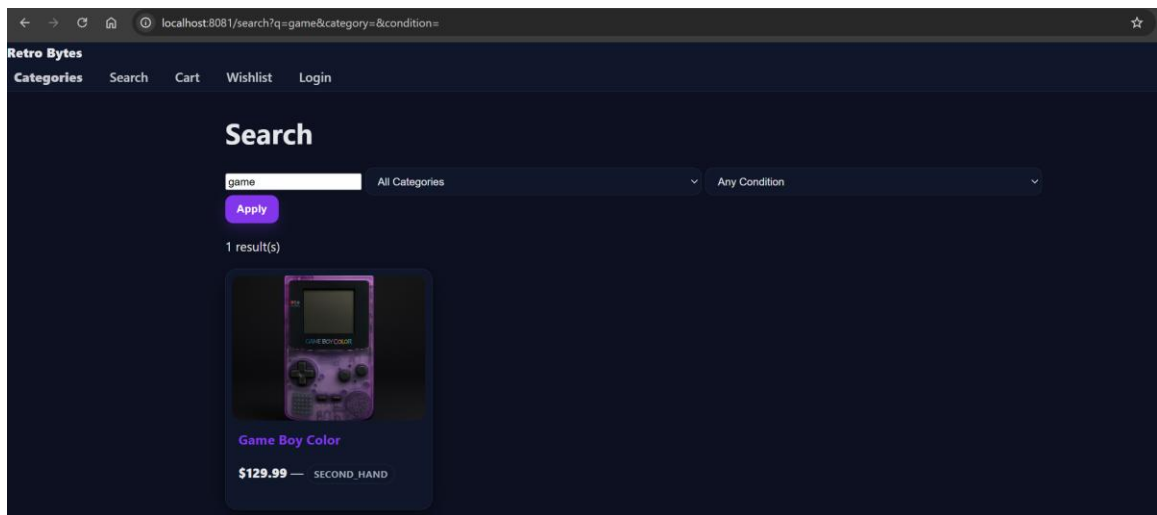 localhost:8081/search?q=game&category=&condition=
Retro Bytes
Categories Search Cart Wishlist Login
Search
game All Categories Any Condition
Apply
1 result(s)
GAME BOY COLOR
Game Boy Color
$129.99 — SECOND_HAND